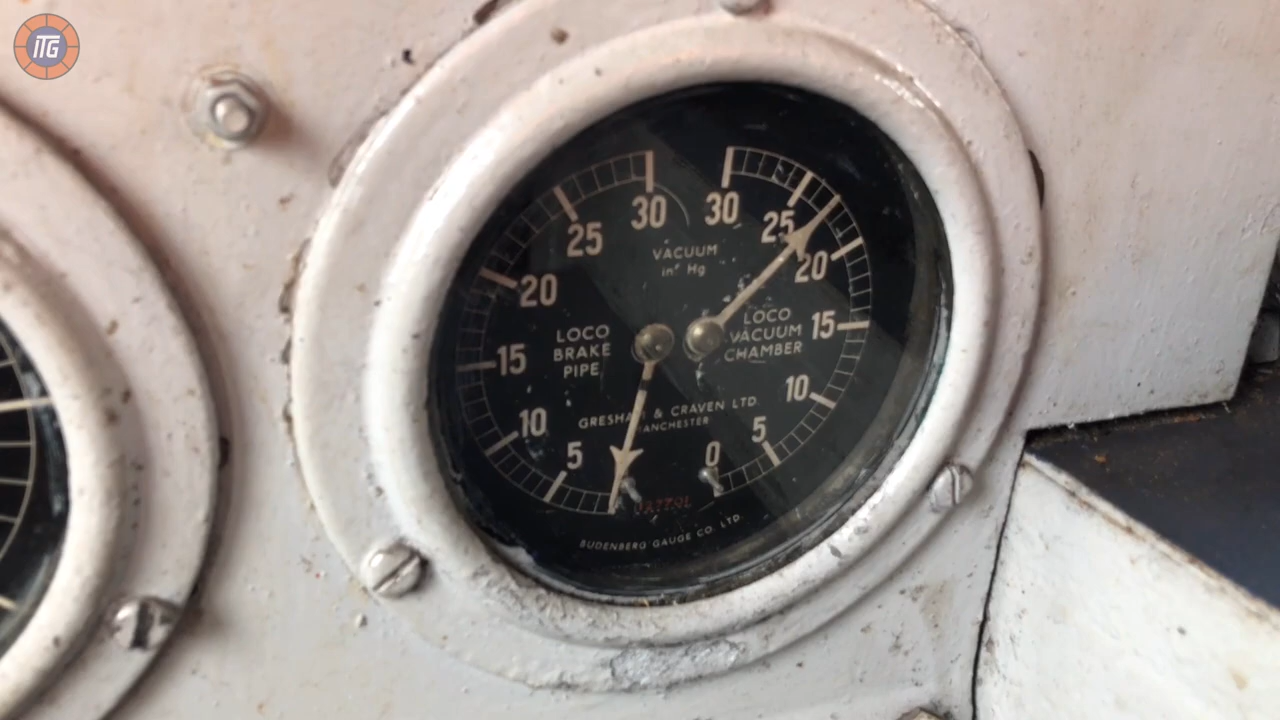 ITG
30
30
25
25
VACUUM
in" Hg
20
20
LOCO
BRAKE
PIPE
LOCO
VACUUM
CHAMBER
15
15
10
10
GRESHAM & CRAVEN LTD.
MANCHESTER
5
5
0
BUDENBERG GAUGE CO. LTD.